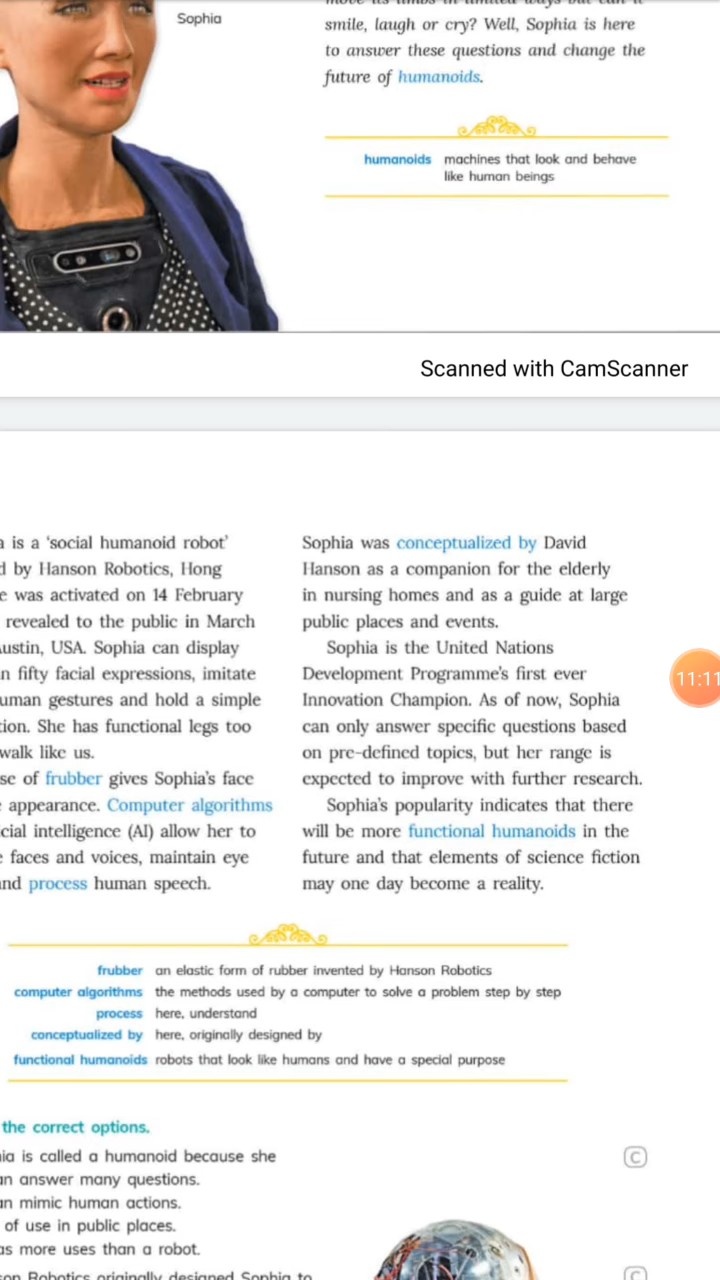 Sophia
smile, laugh or cry? Well, Sophia is here
to answer these questions and change the
future of humanoids.
humanoids machines that look and behave
like human beings
Scanned with CamScanner
is a 'social humanoid robot'
by Hanson Robotics, Hong
was activated on 14 February
revealed to the public in March
USA. Sophia can display
fifty facial expressions, imitate
gestures and hold a simple
She has functional legs too
walk like us.
of frubber gives Sophia's face
appearance. Computer algorithms
intelligence (AI) allow her to
faces and voices, maintain eye
process human speech.
Sophia was conceptualized by David
Hanson as a companion for the elderly
in nursing homes and as a guide at large
public places and events.
Sophia is the United Nations
Development Programme's first ever
Innovation Champion. As of now, Sophia
can only answer specific questions based
on pre-defined topics, but her range is
expected to improve with further research.
Sophia's popularity indicates that there
will be more functional humanoids in the
future and that elements of science fiction
may one day become a reality.
11:11
frubber an elastic form of rubber invented by Hanson Robotics
computer algorithms the methods used by a computer to solve a problem step by step
process here, understand
conceptualized by here, originally designed by
functional humanoids robots that look like humans and have a special purpose
the correct options.
is called a humanoid because she
answer many questions.
mimic human actions.
of use in public places.
more uses than a robot.
C
Robotics originally designed Sophia to
C